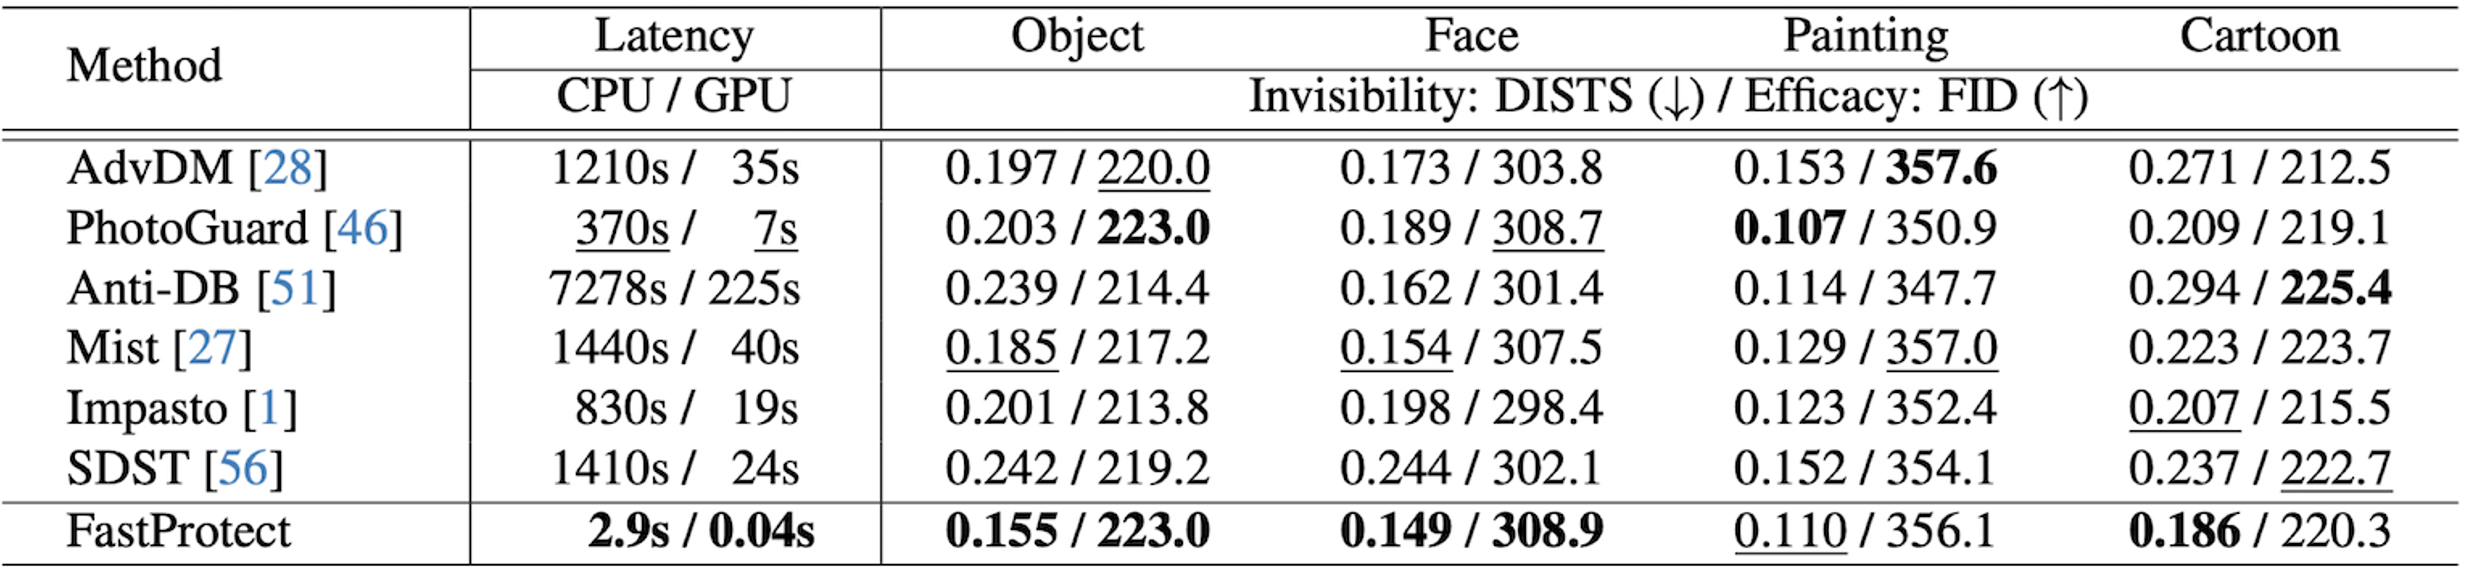 Method Latency Object Face Painting Cartoon
CPU / GPU Invisibility: DISTS (↓) / Efficacy: FID (↑)
AdvDM [28] 1210s / 35s 0.197 / 220.0 0.173 / 303.8 0.153 / 357.6 0.271 / 212.5
PhotoGuard [46] 370s / 7s 0.203 / 223.0 0.189 / 308.7 0.107 / 350.9 0.209 / 219.1
Anti-DB [51] 7278s / 225s 0.239 / 214.4 0.162 / 301.4 0.114 / 347.7 0.294 / 225.4
Mist [27] 1440s / 40s 0.185 / 217.2 0.154 / 307.5 0.129 / 357.0 0.223 / 223.7
Impasto [1] 830s / 19s 0.201 / 213.8 0.198 / 298.4 0.123 / 352.4 0.207 / 215.5
SDST [56] 1410s / 24s 0.242 / 219.2 0.244 / 302.1 0.152 / 354.1 0.237 / 222.7
FastProtect 2.9s / 0.04s 0.155 / 223.0 0.149 / 308.9 0.110 / 356.1 0.186 / 220.3